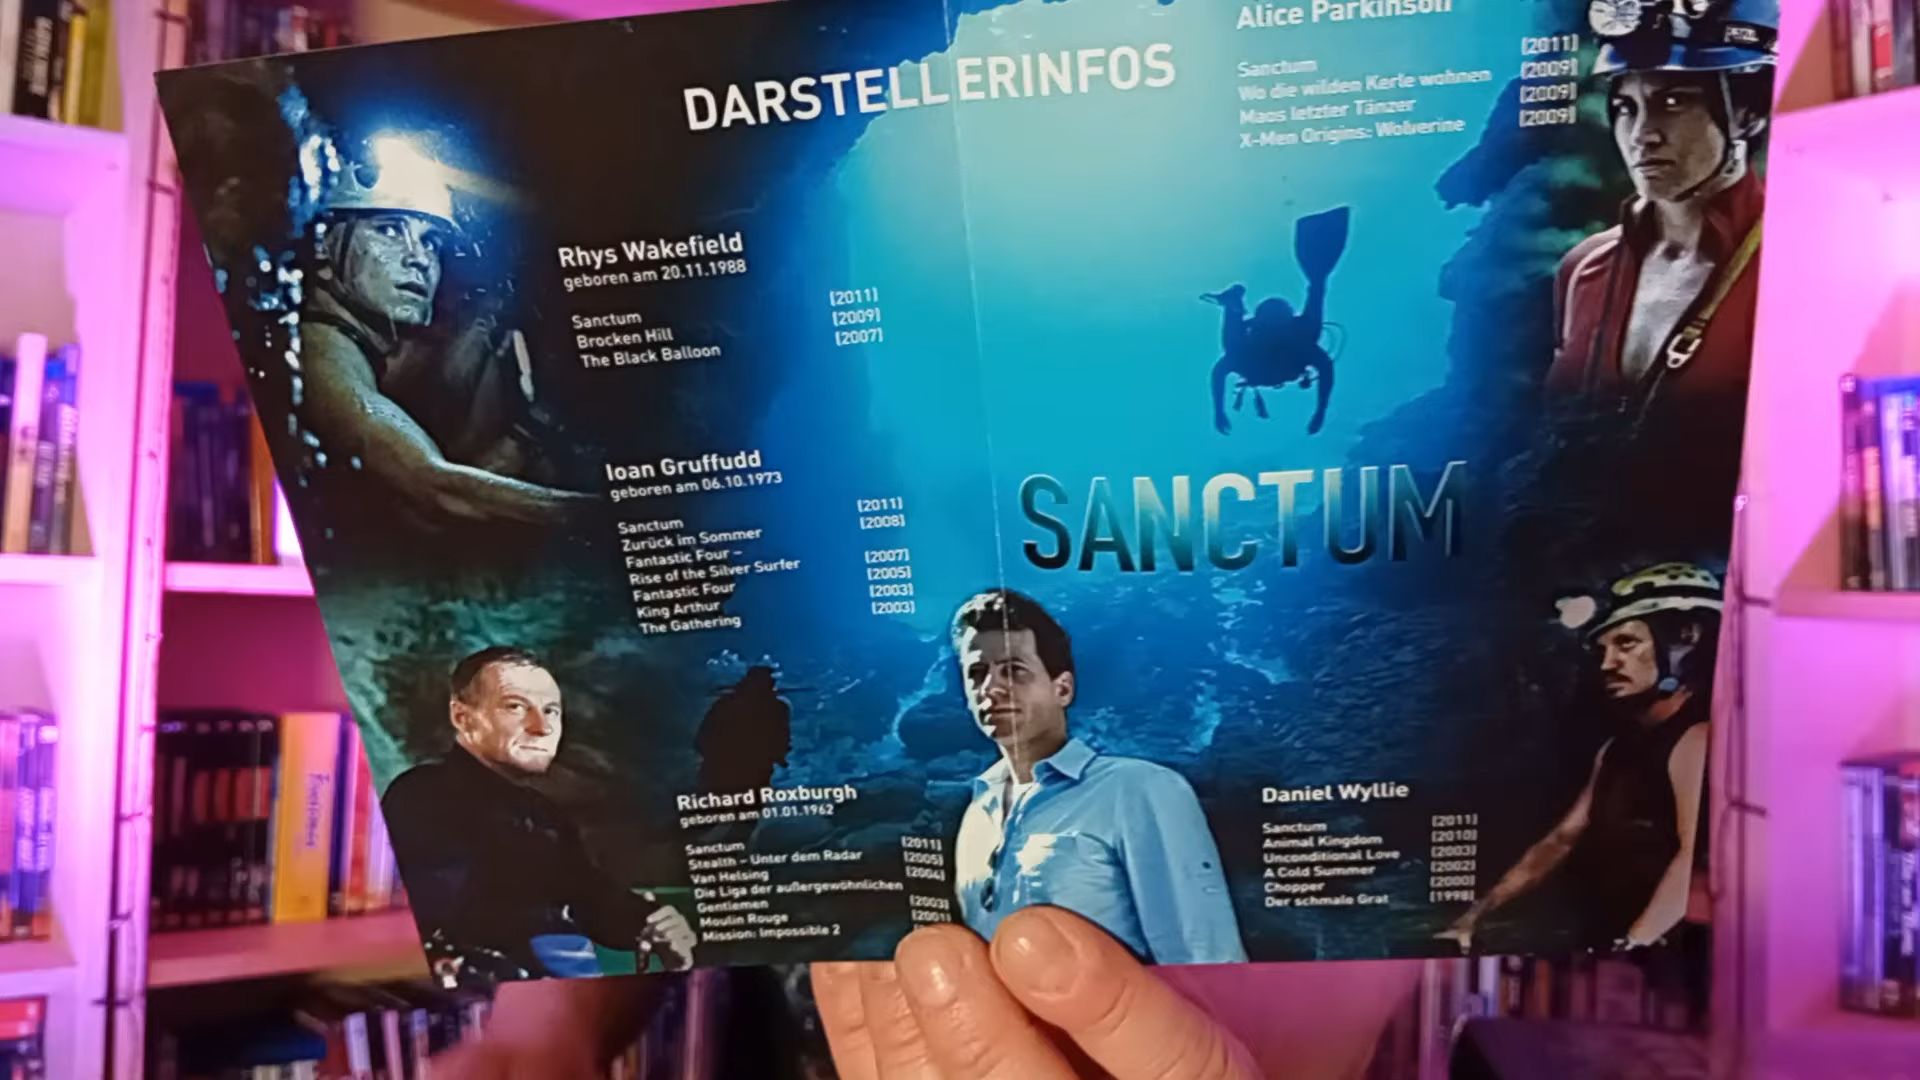 DARSTELLERINFOS
Rhys Wakefield
geboren am 20.11.1988
Sanctum [2011]
Brocken Hill [2009]
The Black Balloon [2007]
Ioan Gruffudd
geboren am 06.10.1973
Sanctum [2011]
Zurück im Sommer [2008]
Fantastic Four –
Rise of the Silver Surfer [2007]
Fantastic Four [2005]
King Arthur [2003]
The Gathering [2003]
Richard Roxburgh
geboren am 01.01.1962
Sanctum [2011]
Stealth – Unter dem Radar [2005]
Van Helsing [2004]
Die Liga der außergewöhnlichen
Gentlemen [2003]
Moulin Rouge [2001]
Mission: Impossible 2
Alice Parkinson
Sanctum [2011]
Wo die wilden Kerle wohnen [2009]
Maos letzter Tänzer [2009]
X-Men Origins: Wolverine [2009]
SANCTUM
Daniel Wyllie
Sanctum [2011]
Animal Kingdom [2010]
Unconditional Love [2003]
A Cold Summer [2002]
Chopper [2000]
Der schmale Grat [1998]